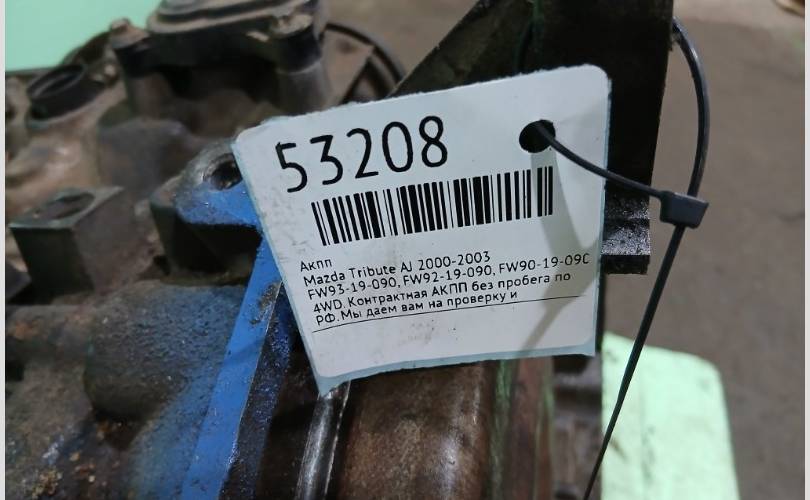 53208
Акпп
Mazda Tribute AJ 2000-2003
FW93-19-090, FW92-19-090, FW90-19-09C
4WD. Контрактная АКПП без пробега по
РФ. Мы даем вам на проверку и